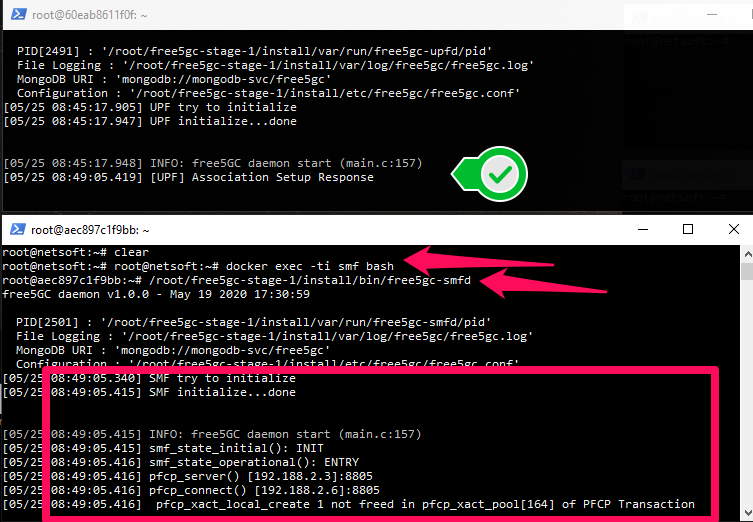 root@60eab8611f0f: ~
PID[2491] : '/root/free5gc-stage-1/install/var/run/free5gc-upfd/pid'
File Logging : '/root/free5gc-stage-1/install/var/log/free5gc/free5gc.log'
MongoDB URI : 'mongodb://mongodb-svc/free5gc'
Configuration : '/root/free5gc-stage-1/install/etc/free5gc/free5gc.conf'
[05/25 08:45:17.905] UPF try to initialize
[05/25 08:45:17.947] UPF initialize...done
[05/25 08:45:17.948] INFO: free5GC daemon start (main.c:157)
[05/25 08:49:05.419] [UPF] Association Setup Response
root@aec897c1f9bb: ~
root@netsoft:~# clear
root@netsoft:~# root@netsoft:~# docker exec -ti smf bash
root@aec897c1f9bb:~# /root/free5gc-stage-1/install/bin/free5gc-smfd
free5GC daemon v1.0.0 - May 19 2020 17:30:59
PID[2501] : '/root/free5gc-stage-1/install/var/run/free5gc-smfd/pid'
File Logging : '/root/free5gc-stage-1/install/var/log/free5gc/free5gc.log'
MongoDB URI : 'mongodb://mongodb-svc/free5gc'
Configuration : '/root/free5gc-stage-1/install/etc/free5gc/free5gc.conf'
[05/25 08:49:05.340] SMF try to initialize
[05/25 08:49:05.415] SMF initialize...done
[05/25 08:49:05.415] INFO: free5GC daemon start (main.c:157)
[05/25 08:49:05.415] smf_state_initial(): INIT
[05/25 08:49:05.416] smf_state_operational(): ENTRY
[05/25 08:49:05.416] pfcp_server() [192.188.2.3]:8805
[05/25 08:49:05.416] pfcp_connect() [192.188.2.6]:8805
[05/25 08:49:05.416]  pfcp_xact_local_create 1 not freed in pfcp_xact_pool[164] of PFCP Transaction